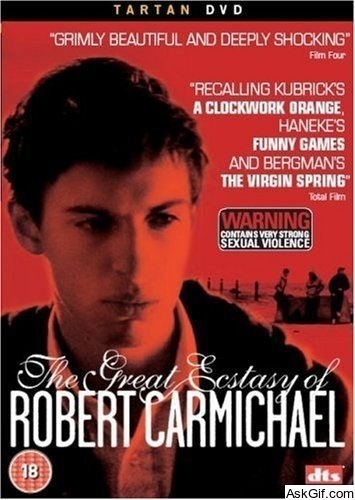 TARTAN DVD
"GRIMLY BEAUTIFUL AND DEEPLY SHOCKING"
Film Four
"RECALLING KUBRICK'S
A CLOCKWORK ORANGE,
HANEKE'S
FUNNY GAMES
AND BERGMAN'S
THE VIRGIN SPRING"
Total Film
WARNING
CONTAINS VERY STRONG
SEXUAL VIOLENCE
The Great Ecstasy of
ROBERT CARMICHAEL
18
dts
AskGif.com